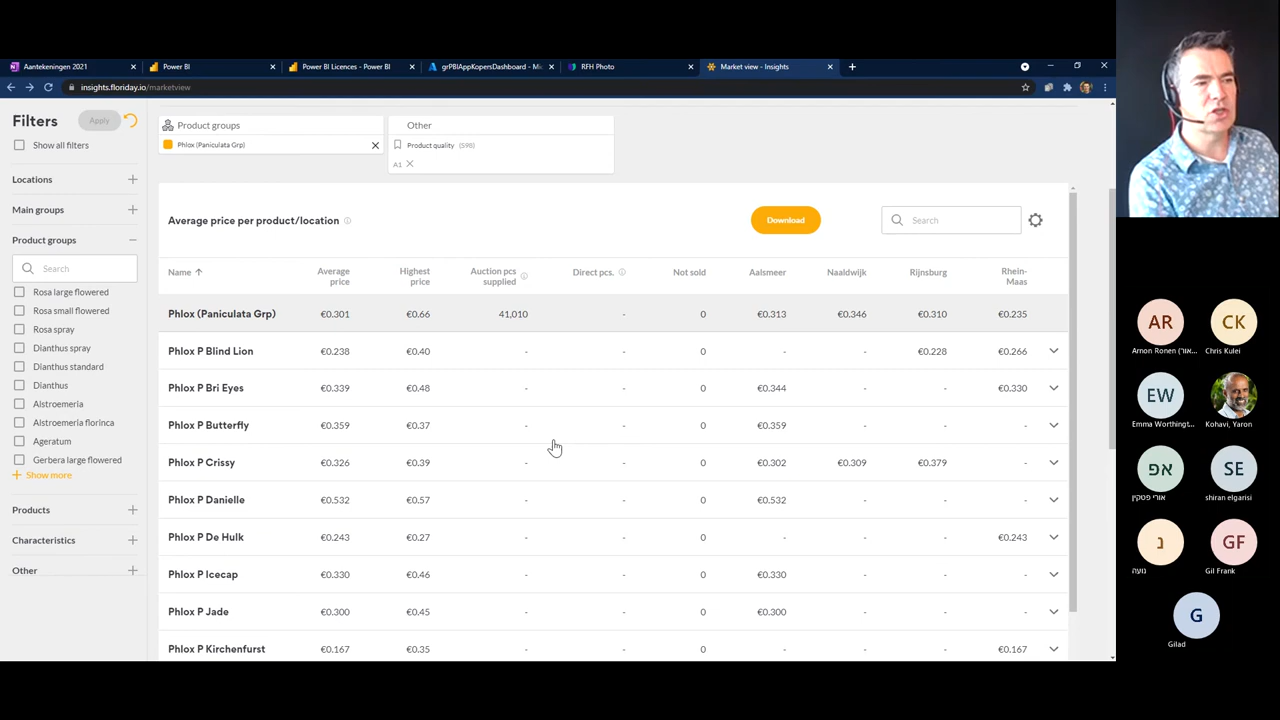 Aantekeningen 2021
Power BI
Power BI Licences - Power BI
grPBIAppKopersDashboard - Mic
RFH Photo
Market view - Insights
insights.floriday.io/marketview
Filters
Apply
Show all filters
Locations
Main groups
Product groups
Search
Rosa large flowered
Rosa small flowered
Rosa spray
Dianthus spray
Dianthus standard
Dianthus
Alstroemeria
Alstroemeria florinca
Ageratum
Gerbera large flowered
Show more
Products
Characteristics
Other
Product groups
Phlox (Paniculata Grp)
Other
Product quality (S98)
A1
Average price per product/location
Download
Search
Name Average price Highest price Auction pcs supplied Direct pcs. Not sold Aalsmeer Naaldwijk Rijnsburg Rhein-Maas
Phlox (Paniculata Grp) €0.301 €0.66 41,010 - 0 €0.313 €0.346 €0.310 €0.235
Phlox P Blind Lion €0.238 €0.40 - - 0 - - €0.228 €0.266
Phlox P Bri Eyes €0.339 €0.48 - - 0 €0.344 - - €0.330
Phlox P Butterfly €0.359 €0.37 - - 0 €0.359 - - -
Phlox P Crissy €0.326 €0.39 - - 0 €0.302 €0.309 €0.379 -
Phlox P Danielle €0.532 €0.57 - - 0 €0.532 - - -
Phlox P De Hulk €0.243 €0.27 - - 0 - - - €0.243
Phlox P Icecap €0.330 €0.46 - - 0 €0.330 - - -
Phlox P Jade €0.300 €0.45 - - 0 €0.300 - - -
Phlox P Kirchenfurst €0.167 €0.35 - - 0 - - - €0.167
AR
Arnon Ronen (אור...
CK
Chris Kulei
EW
Emma Worthingt...
Kohavi, Yaron
אפ
אורי פטקין
SE
shiran elgarisi
נ
נועה
GF
Gil Frank
G
Gilad